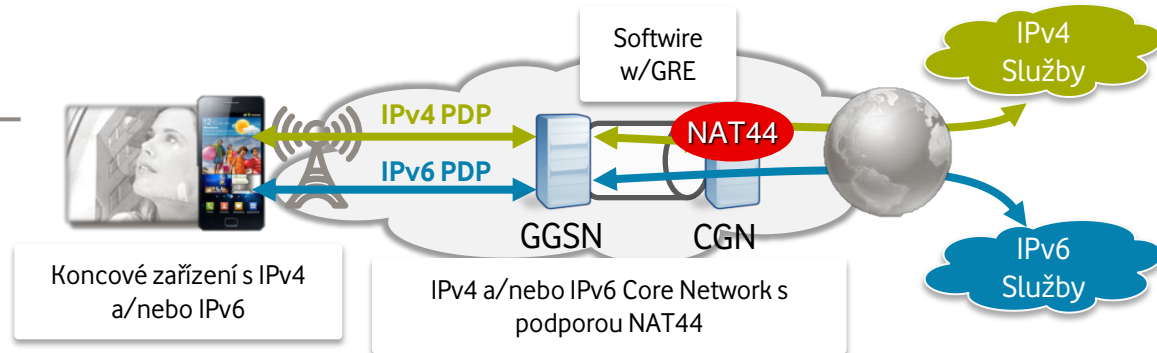 Softwire
w/GRE
IPv4
Služby
IPv4 PDP
NAT44
IPv6 PDP
GGSN
CGN
IPv6
Služby
Koncové zařízení s IPv4
a/nebo IPv6
IPv4 a/nebo IPv6 Core Network s
podporou NAT44